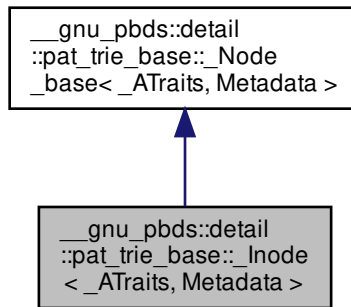 __gnu_pbds::detail
::pat_trie_base::_Node
_base< _ATraits, Metadata >
__gnu_pbds::detail
::pat_trie_base::_Inode
< _ATraits, Metadata >